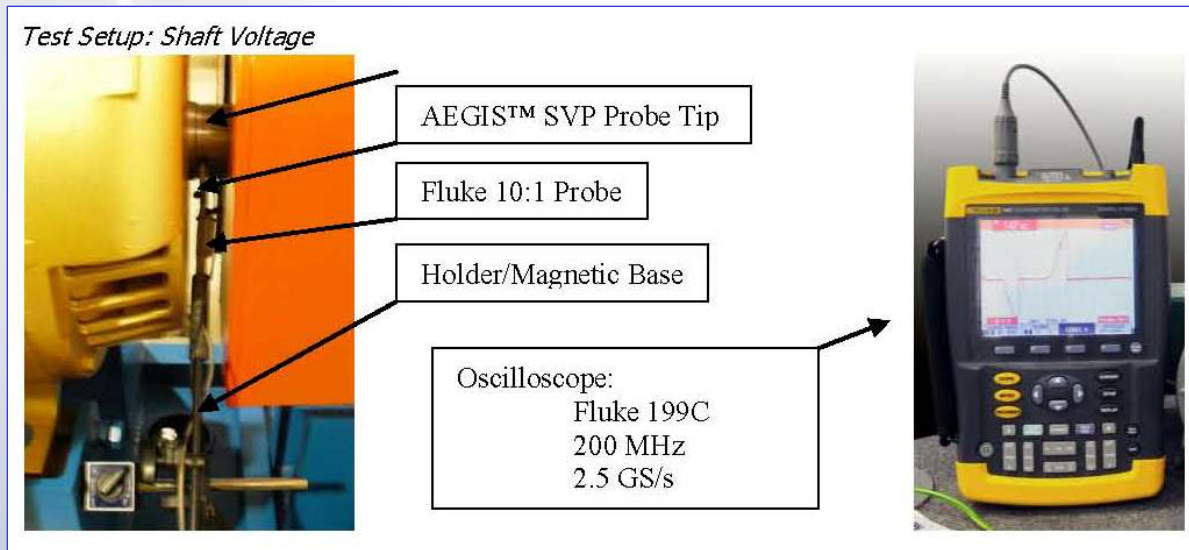 Test Setup: Shaft Voltage
AEGIS™ SVP Probe Tip
Fluke 10:1 Probe
Holder/Magnetic Base
Oscilloscope:
Fluke 199C
200 MHz
2.5 GS/s
FLUKE